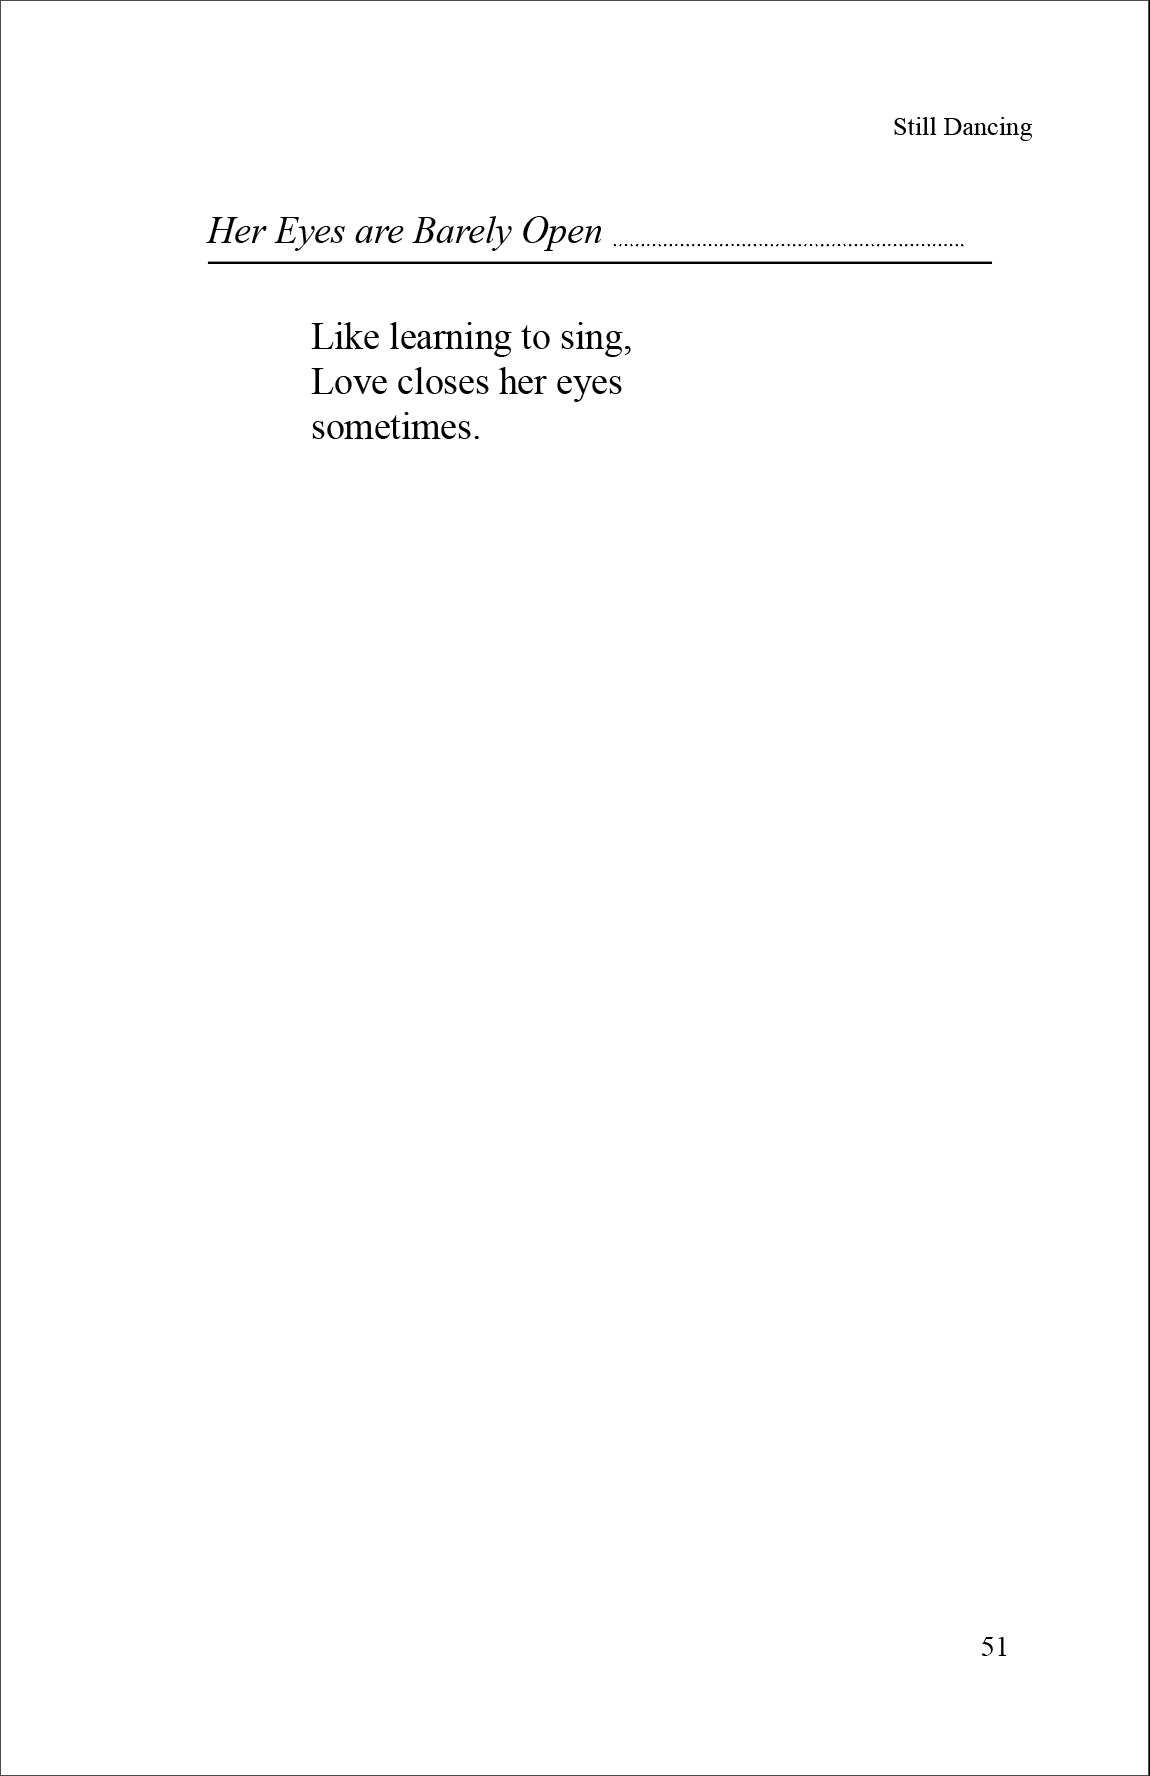 Still Dancing
Her Eyes are Barely Open
Like learning to sing,
Love closes her eyes
sometimes.
51